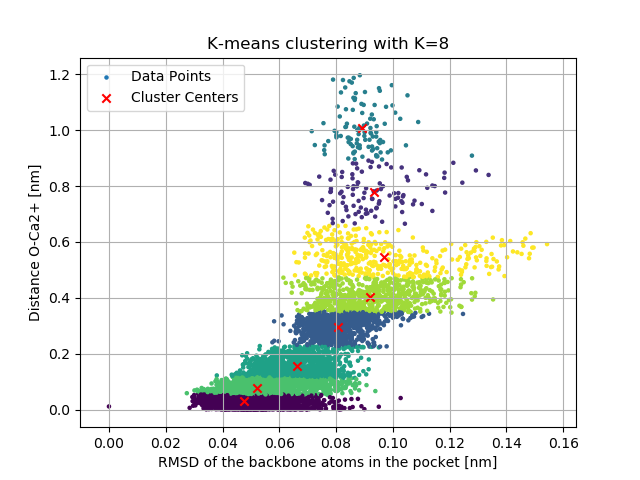 K-means clustering with K=8
Data Points
Cluster Centers
1.2
1.0
0.8
0.6
0.4
0.2
0.0
Distance O-Ca2+ [nm]
0.00 0.02 0.04 0.06 0.08 0.10 0.12 0.14 0.16
RMSD of the backbone atoms in the pocket [nm]